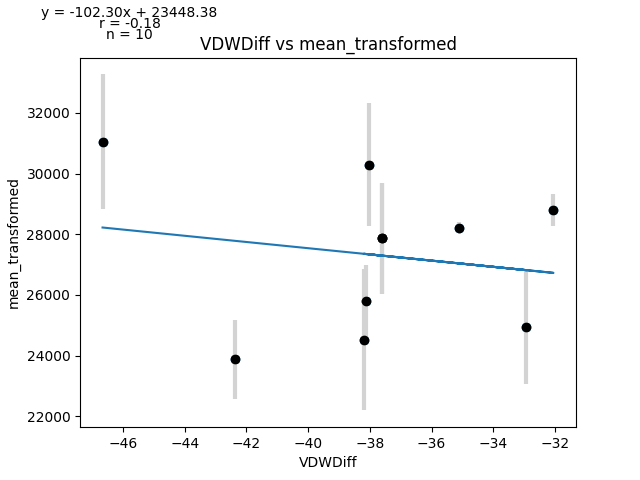 y = -102.30x + 23448.38
r = -0.18
n = 10
VDWDiff vs mean_transformed
32000
30000
28000
26000
24000
22000
mean_transformed
−46
−44
−42
−40
−38
−36
−34
−32
VDWDiff